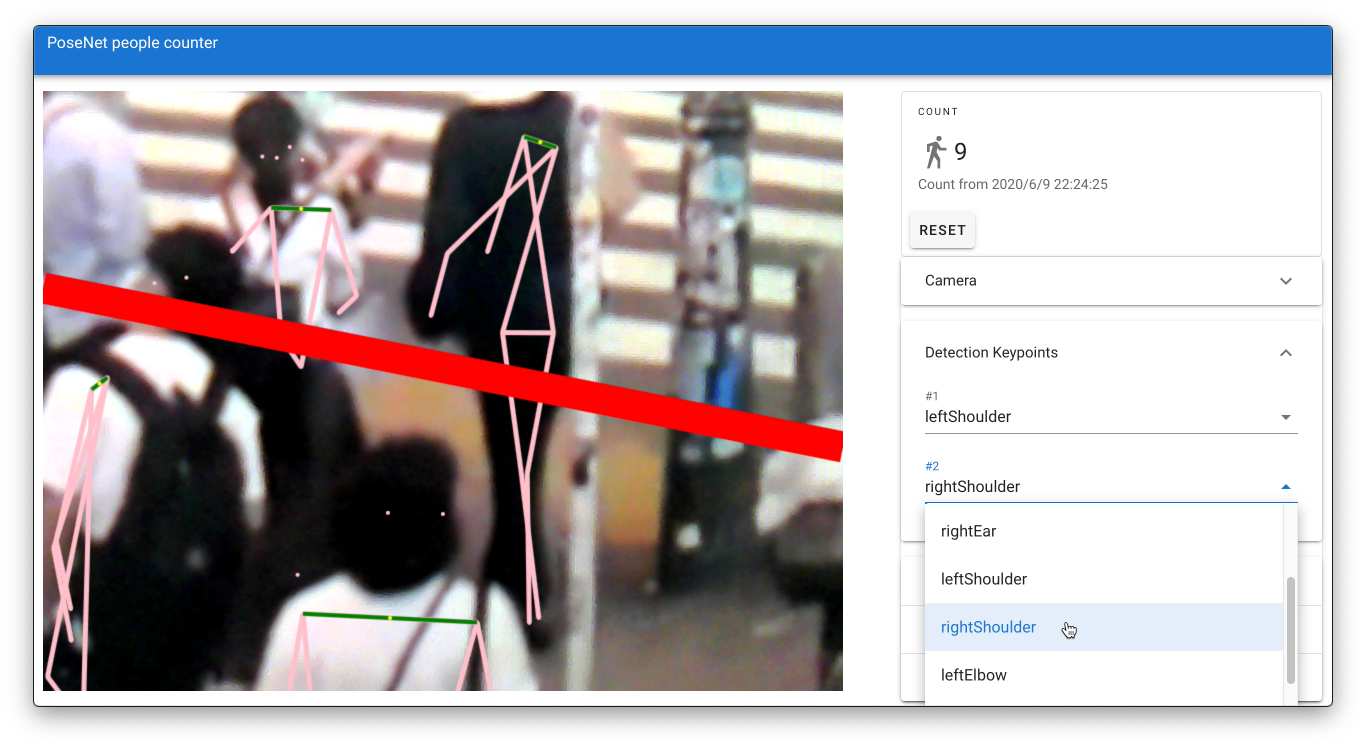 PoseNet people counter
COUNT
9
Count from 2020/6/9 22:24:25
RESET
Camera
Detection Keypoints
#1
leftShoulder
#2
rightShoulder
rightEar
leftShoulder
rightShoulder
leftElbow